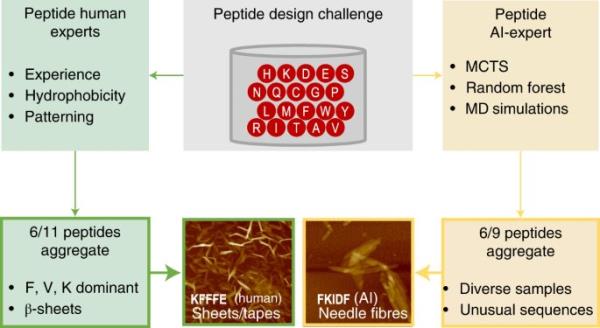 Peptide human
experts
• Experience
• Hydrophobicity
• Patterning
Peptide design challenge
H K D E S
N Q C G P
L M F W Y
R I T A V
Peptide
AI-expert
• MCTS
• Random forest
• MD simulations
6/11 peptides
aggregate
• F, V, K dominant
• β-sheets
KFFFE (human)
Sheets/tapes
FKIDF (AI)
Needle fibres
6/9 peptides
aggregate
• Diverse samples
• Unusual sequences